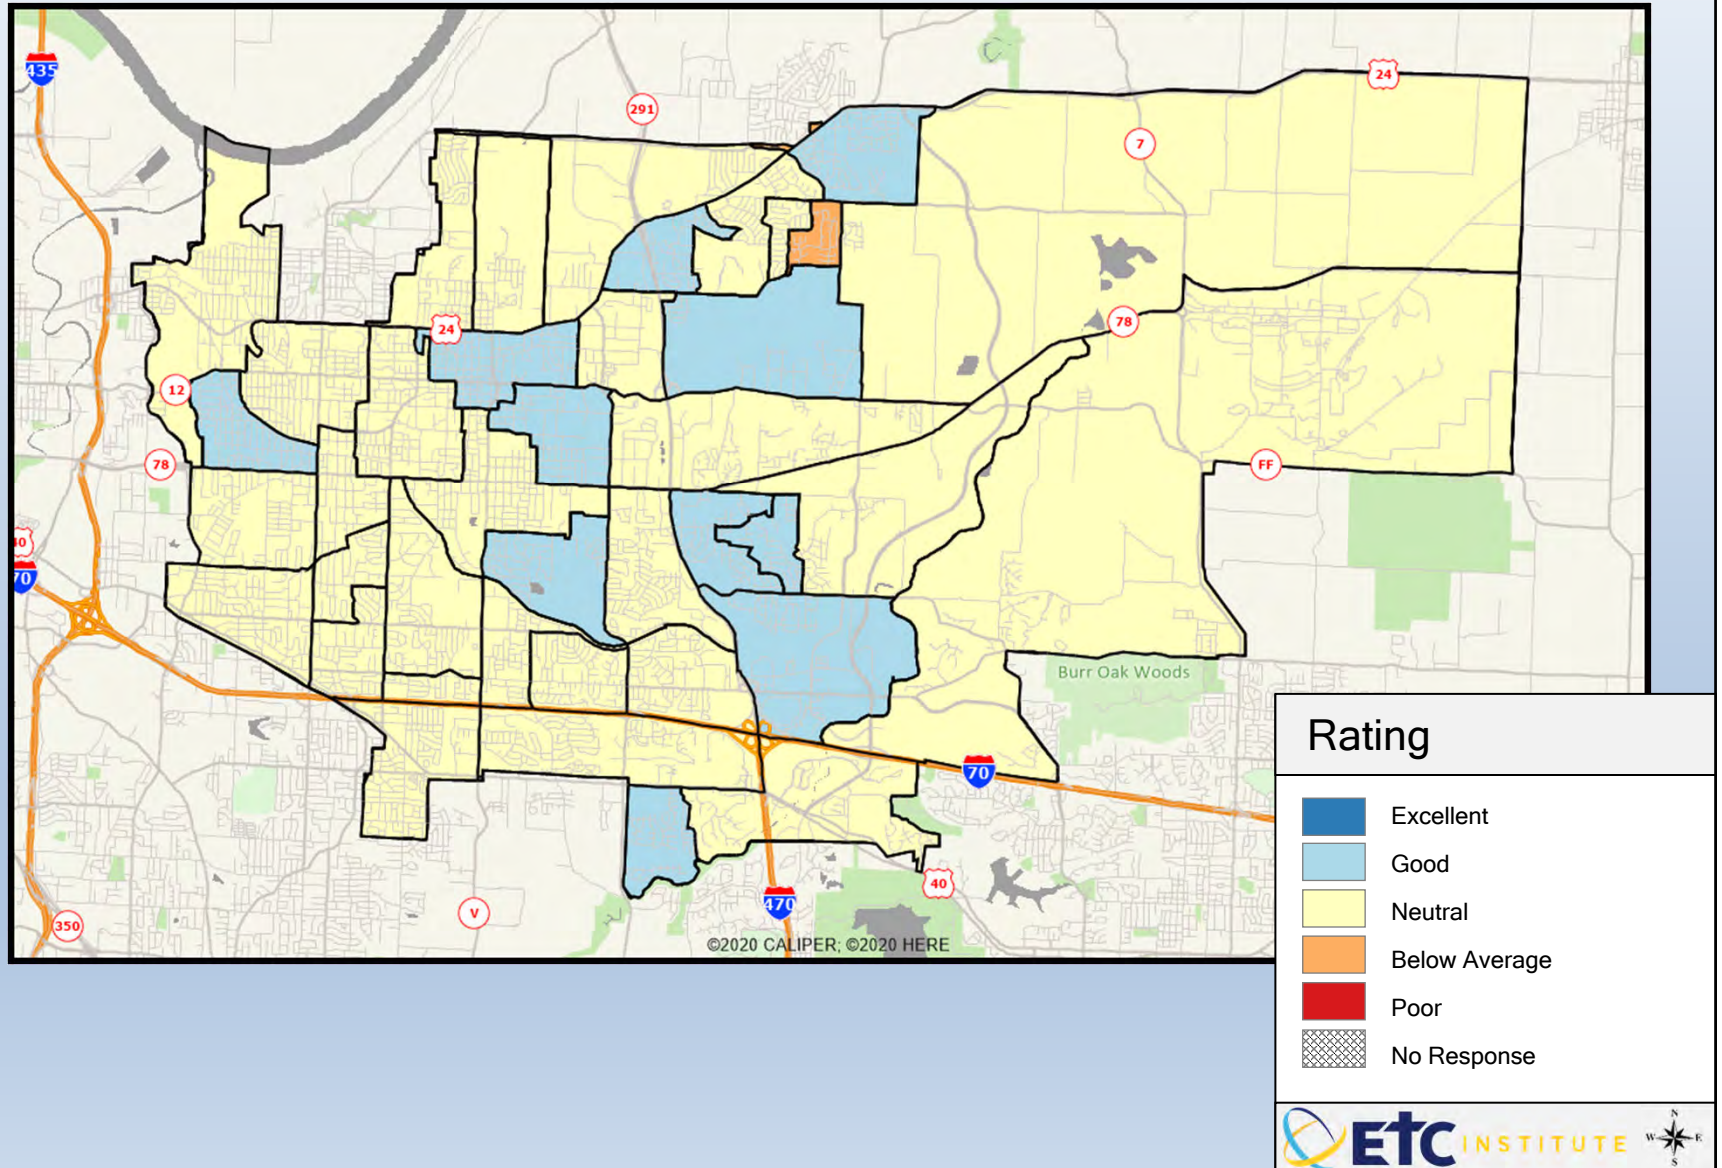 435
24
291
7
24
78
12
78
FF
40
70
Burr Oak Woods
70
40
470
V
350
©2020 CALIPER; ©2020 HERE
Rating
Excellent
Good
Neutral
Below Average
Poor
No Response
ETC INSTITUTE
N
W E
S